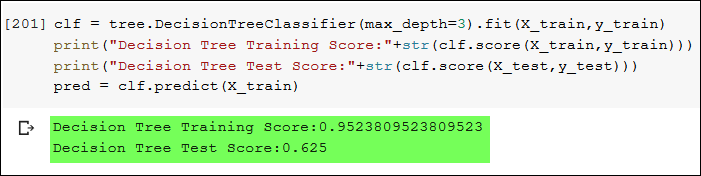 [201] clf = tree.DecisionTreeClassifier(max_depth=3).fit(X_train,y_train)
print("Decision Tree Training Score:"+str(clf.score(X_train,y_train)))
print("Decision Tree Test Score:"+str(clf.score(X_test,y_test)))
pred = clf.predict(X_train)
Decision Tree Training Score:0.9523809523809523
Decision Tree Test Score:0.625